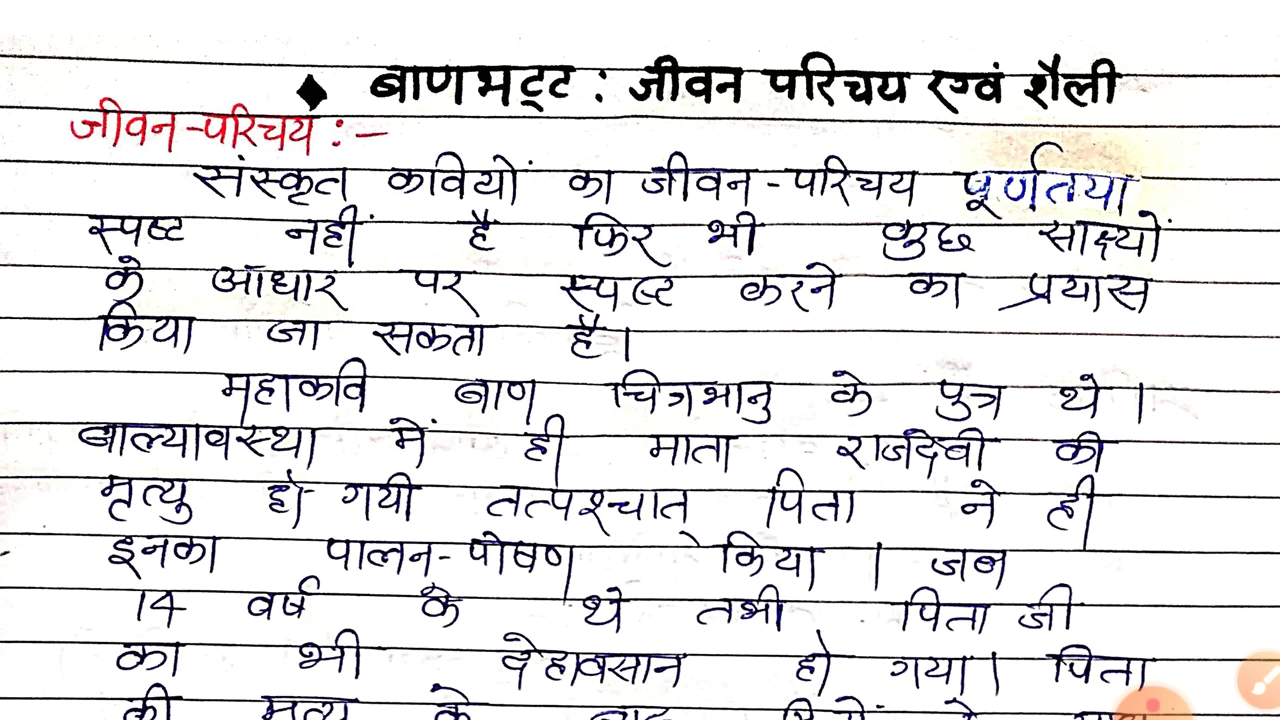 ◆ बाणभट्ट : जीवन परिचय एवं शैली
जीवन-परिचय :-
संस्कृत कवियों का जीवन-परिचय पूर्णतया
स्पष्ट नहीं है फिर भी कुछ साक्ष्यों
के आधार पर स्पष्ट करने का प्रयास
किया जा सकता है।
महाकवि बाण चित्रभानु के पुत्र थे।
बाल्यावस्था में ही माता राजदेवी की
मृत्यु हो गयी तत्पश्चात् पिता ने ही
इनका पालन-पोषण किया। जब
14 वर्ष के थे तभी पिता जी
का भी देहावसान हो गया। पिता
की मृत्यु के